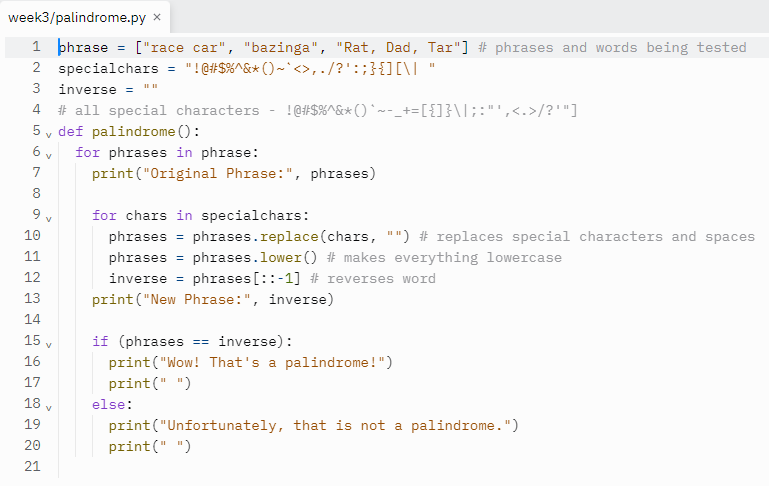 week3/palindrome.py ×
1 phrase = ["race car", "bazinga", "Rat, Dad, Tar"] # phrases and words being tested
2 specialchars = "!@#$%^&*()~`<>,./?':;}{][\| "
3 inverse = ""
4 # all special characters - !@#$%^&*()`~-_+=[{]}\|;:"',<.>/?'"]
5 def palindrome():
6 for phrases in phrase:
7 print("Original Phrase:", phrases)
8
9 for chars in specialchars:
10 phrases = phrases.replace(chars, "") # replaces special characters and spaces
11 phrases = phrases.lower() # makes everything lowercase
12 inverse = phrases[::-1] # reverses word
13 print("New Phrase:", inverse)
14
15 if (phrases == inverse):
16 print("Wow! That's a palindrome!")
17 print(" ")
18 else:
19 print("Unfortunately, that is not a palindrome.")
20 print(" ")
21